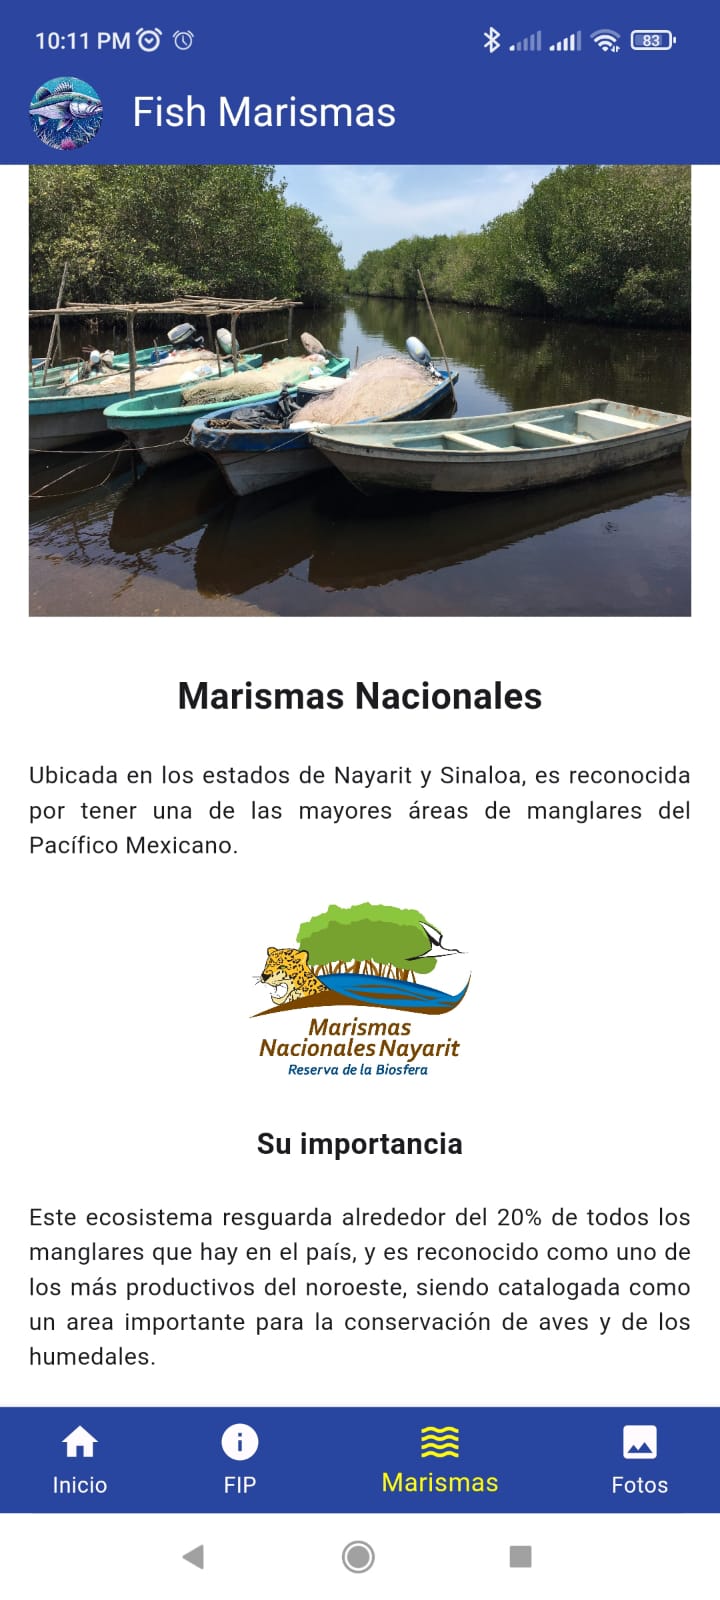 10:11 PM
83
Fish Marismas
Marismas Nacionales
Ubicada en los estados de Nayarit y Sinaloa, es reconocida
por tener una de las mayores áreas de manglares del
Pacífico Mexicano.
Marismas
Nacionales Nayarit
Reserva de la Biosfera
Su importancia
Este ecosistema resguarda alrededor del 20% de todos los
manglares que hay en el país, y es reconocido como uno de
los más productivos del noroeste, siendo catalogada como
un area importante para la conservación de aves y de los
humedales.
Inicio
FIP
Marismas
Fotos